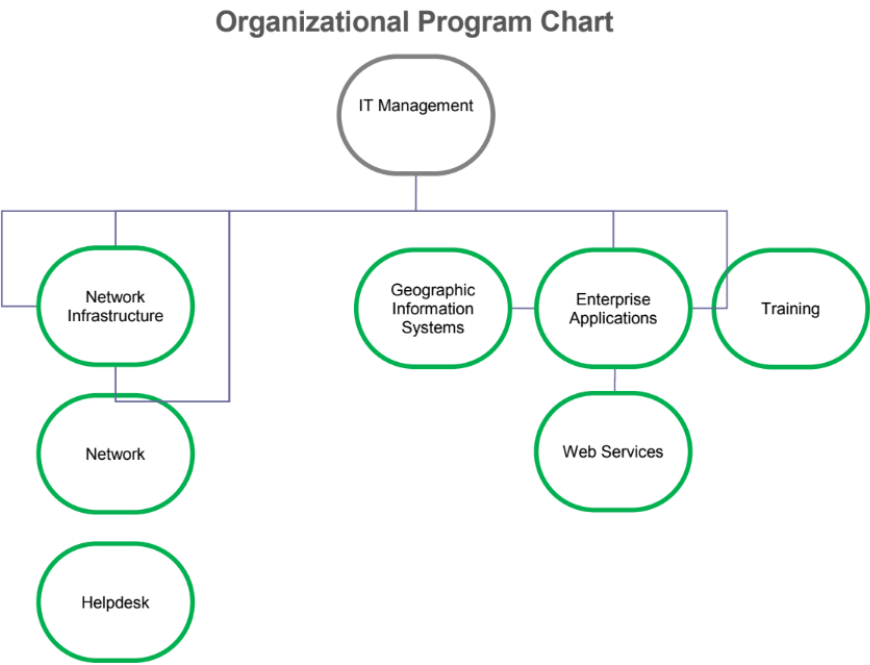 Organizational Program Chart
IT Management
Network
Infrastructure
Geographic
Information
Systems
Enterprise
Applications
Training
Network
Web Services
Helpdesk